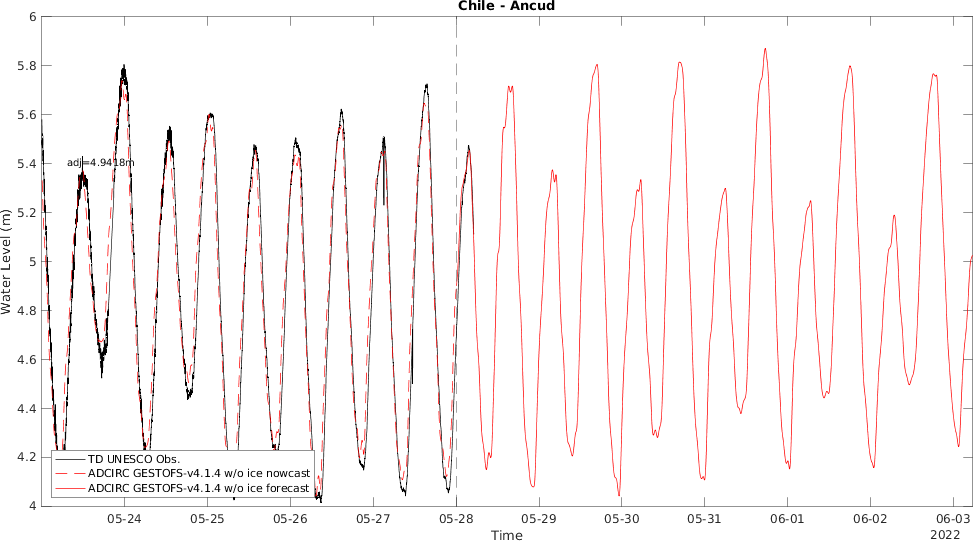 Chile - Ancud
6
5.8
5.6
5.4
5.2
5
4.8
4.6
4.4
4.2
4
Water Level (m)
adj=4.9418m
TD UNESCO Obs.
ADCIRC GESTOFS-v4.1.4 w/o ice nowcast
ADCIRC GESTOFS-v4.1.4 w/o ice forecast
05-24 05-25 05-26 05-27 05-28 05-29 05-30 05-31 06-01 06-02 06-03
Time
2022